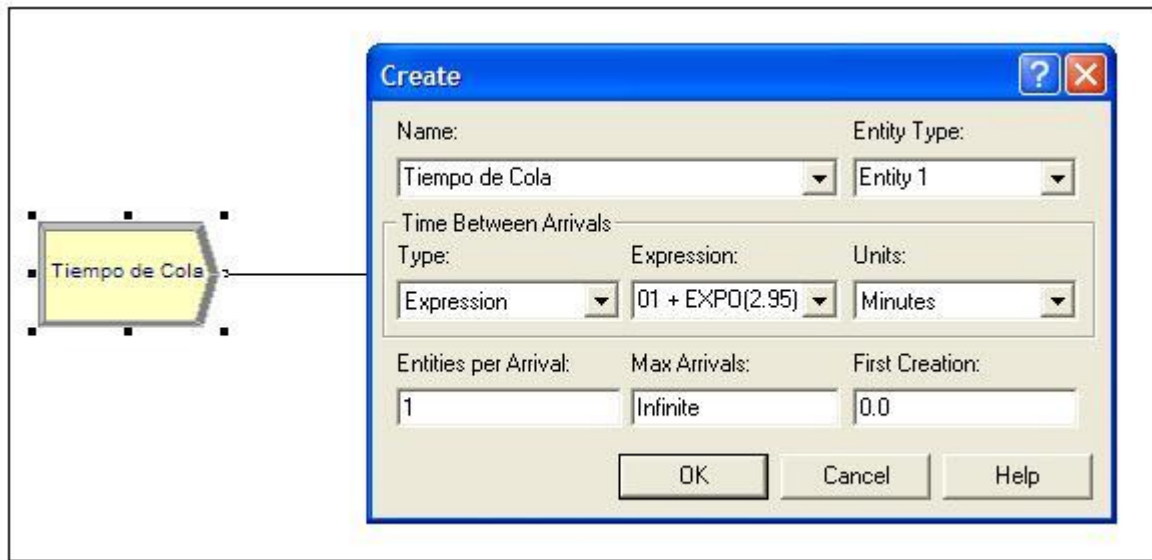 Create
Name: Entity Type:
Tiempo de Cola Entity 1
Tiempo de Cola
Time Between Arrivals
Type: Expression: Units:
Expression 01 + EXPO(2.95) Minutes
Entities per Arrival: Max Arrivals: First Creation:
1 Infinite 0.0
OK Cancel Help